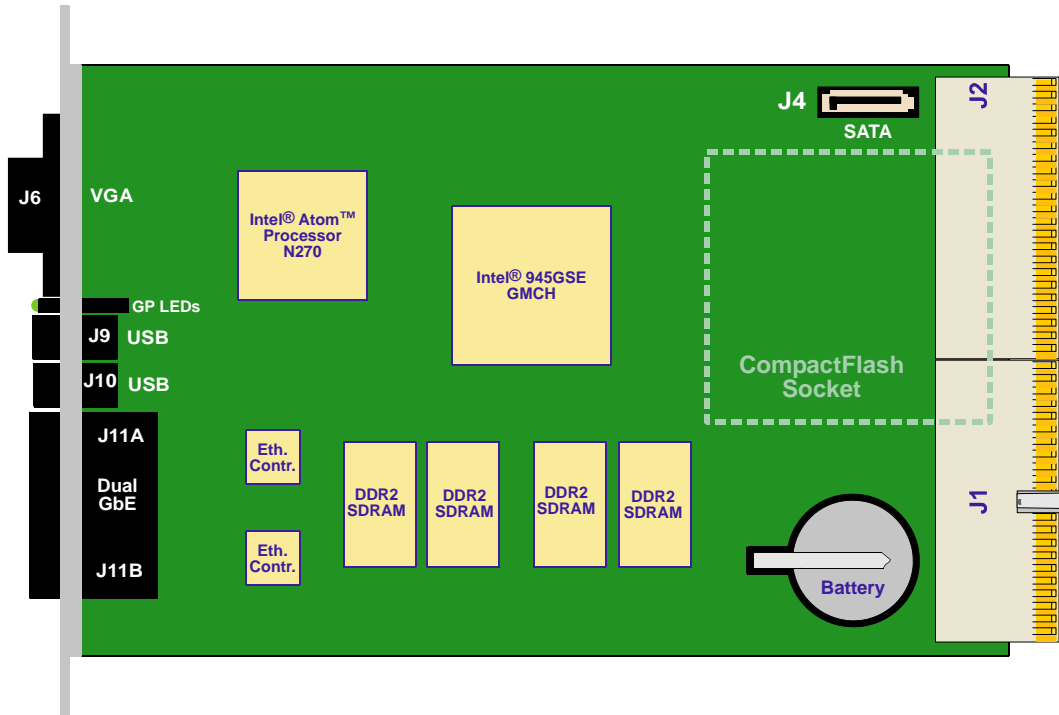 J4
SATA
J2
J6
VGA
Intel® Atom™
Processor
N270
Intel® 945GSE
GMCH
GP LEDs
J9
USB
J10
USB
CompactFlash
Socket
J11A
Dual
GbE
J11B
Eth.
Contr.
Eth.
Contr.
DDR2
SDRAM
DDR2
SDRAM
DDR2
SDRAM
DDR2
SDRAM
J1
Battery